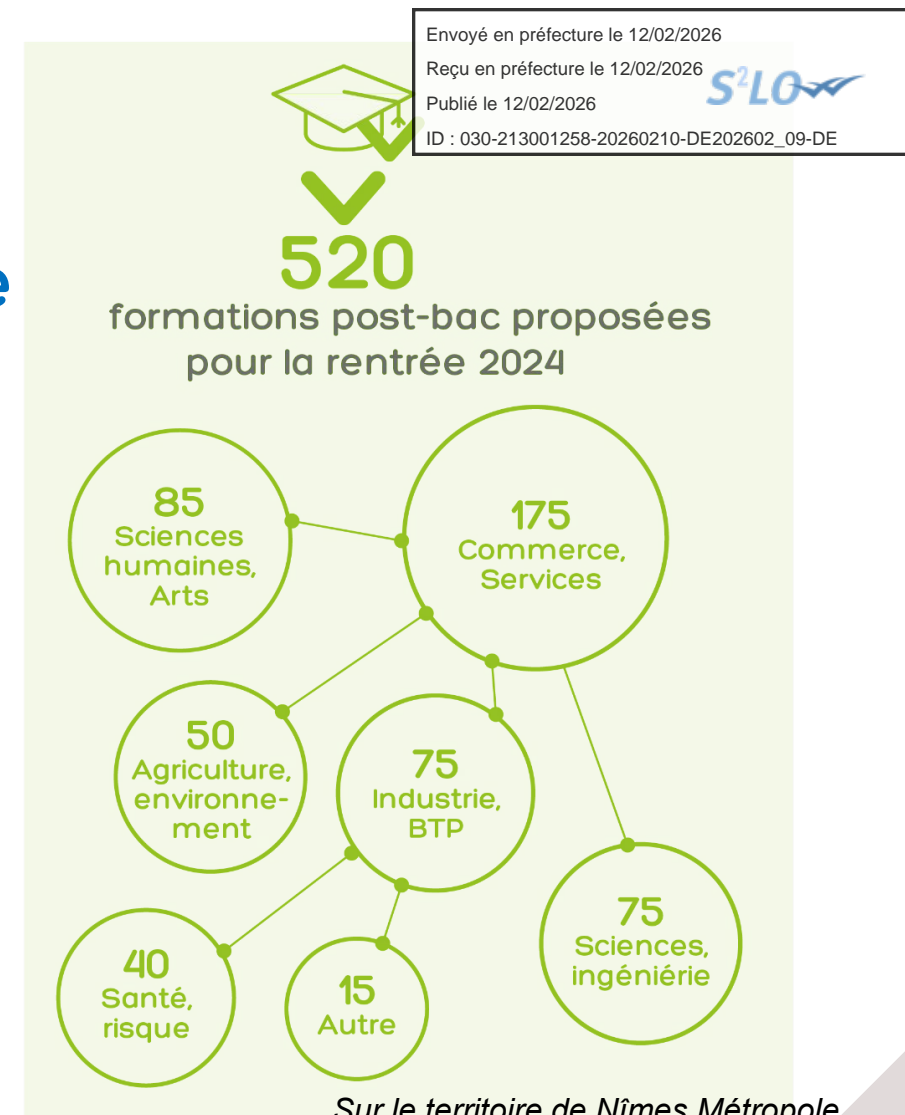 Envoyé en préfecture le 12/02/2026
Reçu en préfecture le 12/02/2026
Publié le 12/02/2026
S²LO
ID : 030-213001258-20260210-DE202602_09-DE
e
520
formations post-bac proposées
pour la rentrée 2024
85
Sciences
humaines,
Arts
175
Commerce,
Services
50
Agriculture,
environne-
ment
75
Industrie,
BTP
75
Sciences,
ingéniérie
40
Santé,
risque
15
Autre
Sur le territoire de Nîmes Métropole